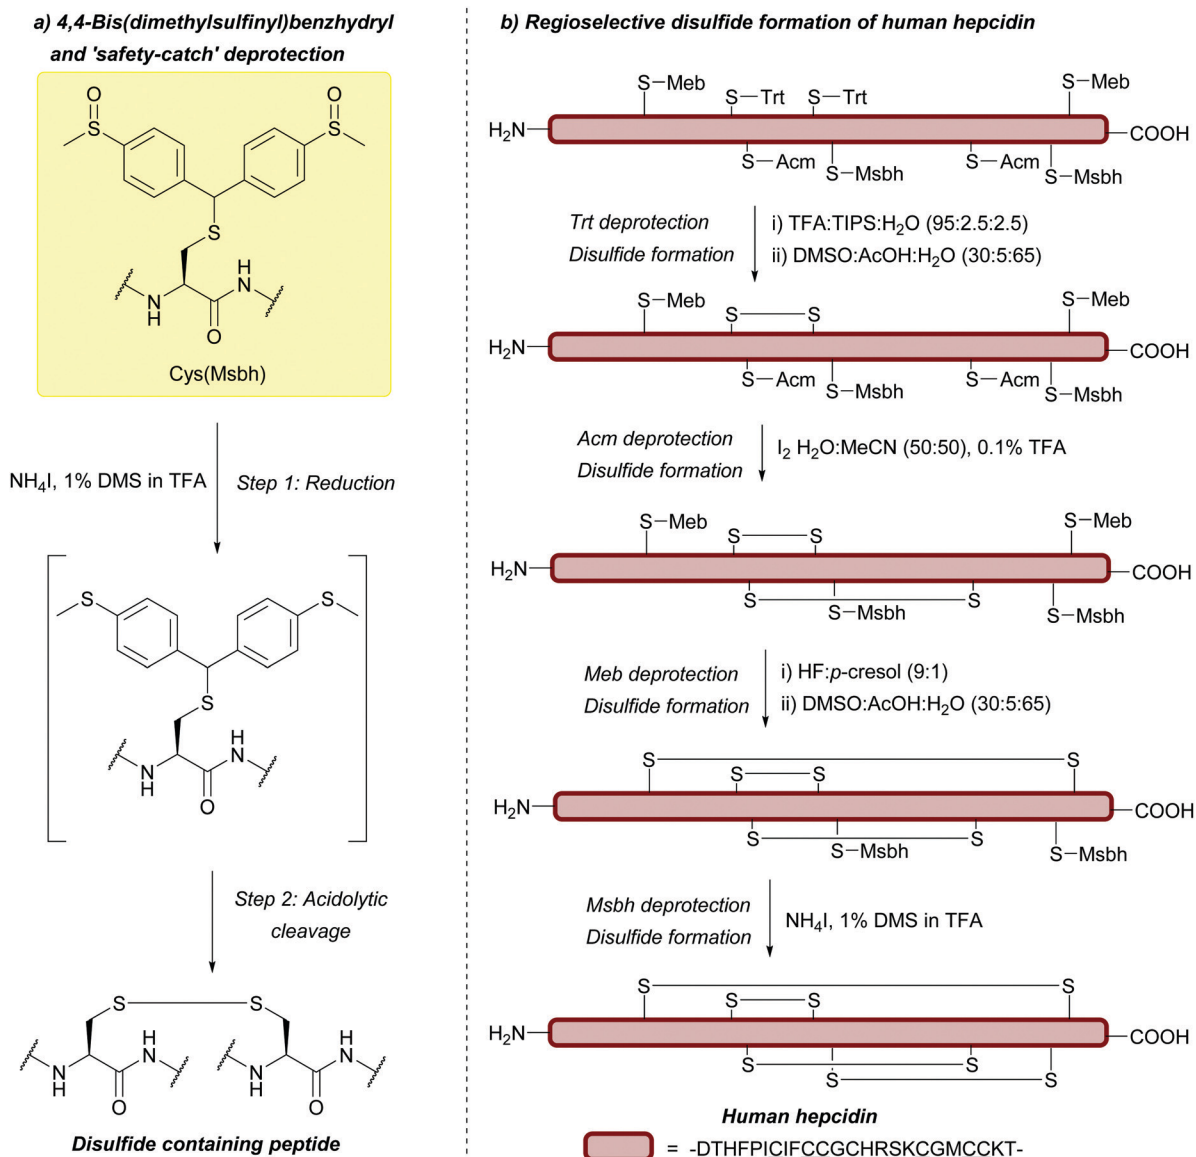 a) 4,4-Bis(dimethylsulfinyl)benzhydryl
and 'safety-catch' deprotection
O
O
S
S
S
H
N
N
H
O
Cys(Msbh)
NH4I, 1% DMS in TFA
Step 1: Reduction
S
S
S
H
N
N
H
O
Step 2: Acidolytic
cleavage
S
S
H
N
N
H
O
H
N
N
H
O
Disulfide containing peptide
b) Regioselective disulfide formation of human hepcidin
S–Meb
S–Trt
S–Trt
S–Meb
H2N
COOH
S–Acm
S–Msbh
S–Acm
S–Msbh
Trt deprotection
Disulfide formation
i) TFA:TIPS:H2O (95:2.5:2.5)
ii) DMSO:AcOH:H2O (30:5:65)
S–Meb
S
S
S–Meb
H2N
COOH
S–Acm
S–Msbh
S–Acm
S–Msbh
Acm deprotection
Disulfide formation
I2 H2O:MeCN (50:50), 0.1% TFA
S–Meb
S
S
S–Meb
H2N
COOH
S
S–Msbh
S
S–Msbh
Meb deprotection
Disulfide formation
i) HF:p-cresol (9:1)
ii) DMSO:AcOH:H2O (30:5:65)
S
S
S
S
H2N
COOH
S
S–Msbh
S
S–Msbh
Msbh deprotection
Disulfide formation
NH4I, 1% DMS in TFA
S
S
S
S
H2N
COOH
S
S
S
S
Human hepcidin
= -DTHFPICIFCCGCHRSKCGMCCKT-